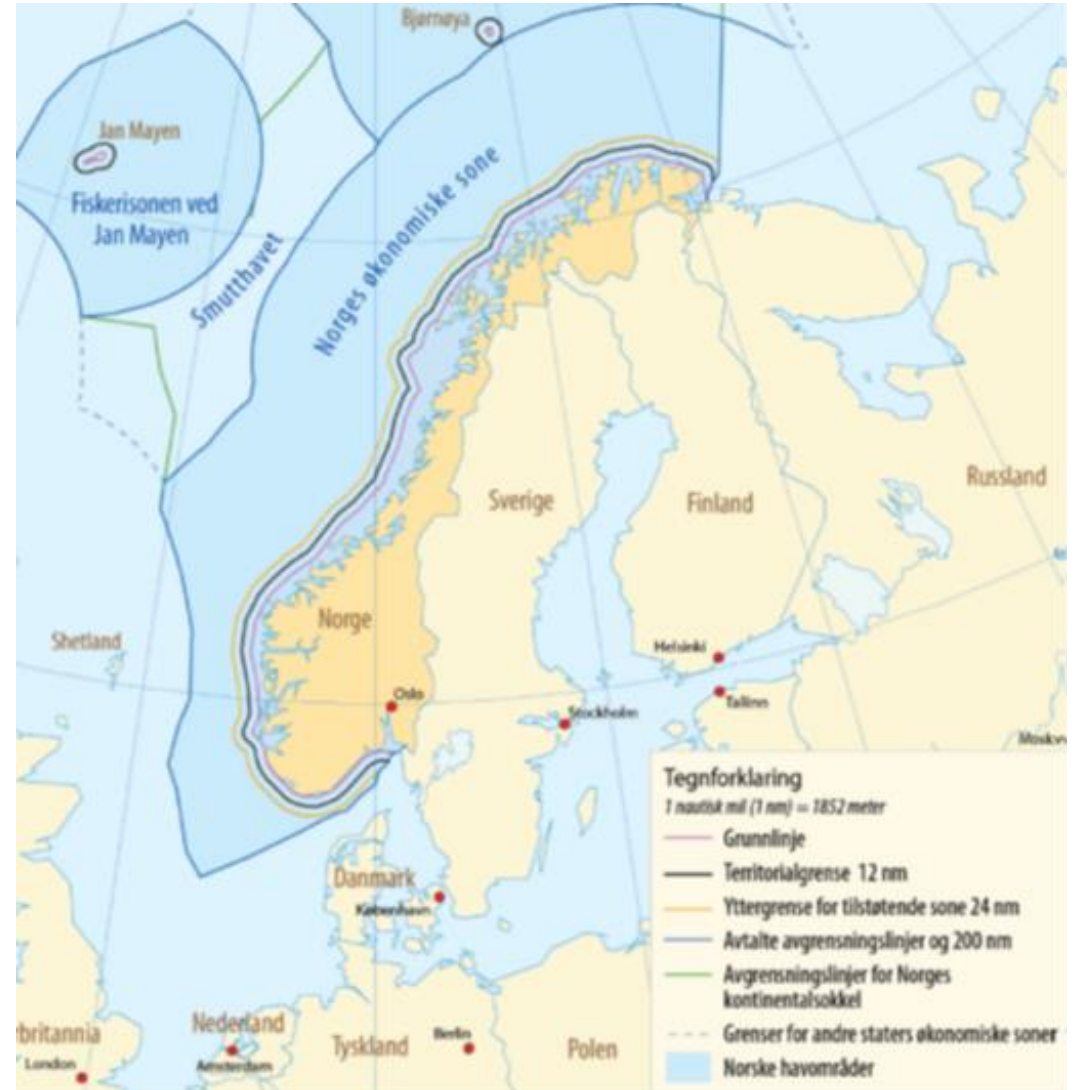 Bjørnøya
Jan Mayen
Fiskerisonen ved
Jan Mayen
Smutthavet
Norges økonomiske sone
Russland
Sverige
Finland
Norge
Shetland
Helsinki
Oslo
Tallinn
Stockholm
Moskv
Danmark
København
Nederland
Amsterdam
rbritannia
London
Tyskland
Berlin
Polen
Tegnforklaring
1 nautisk mil (1 nm) = 1852 meter
Grunnlinje
Territorialgrense 12 nm
Yttergrense for tilstøtende sone 24 nm
Avtalte avgrensningslinjer og 200 nm
Avgrensningslinjer for Norges
kontinentalsokkel
Grenser for andre staters økonomiske soner
Norske havområder